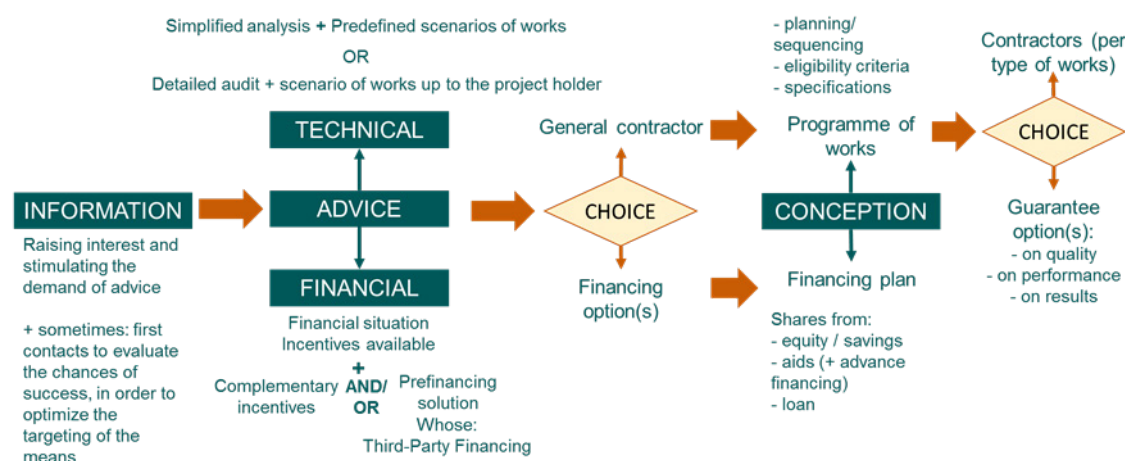 Simplified analysis + Predefined scenarios of works
OR
Detailed audit + scenario of works up to the project holder
TECHNICAL
ADVICE
FINANCIAL
Financial situation
Incentives available
+
Complementary
incentives
AND/
OR
Prefinancing
solution
Whose:
Third-Party Financing
INFORMATION
Raising interest and
stimulating the
demand of advice
+ sometimes: first
contacts to evaluate
the chances of
success, in order to
optimize the
targeting of the
means
General contractor
CHOICE
Financing
option(s)
- planning/
sequencing
- eligibility criteria
- specifications
Programme of
works
CONCEPTION
Financing plan
Shares from:
- equity / savings
- aids (+ advance
financing)
- loan
Contractors (per
type of works)
CHOICE
Guarantee
option(s):
- on quality
- on performance
- on results